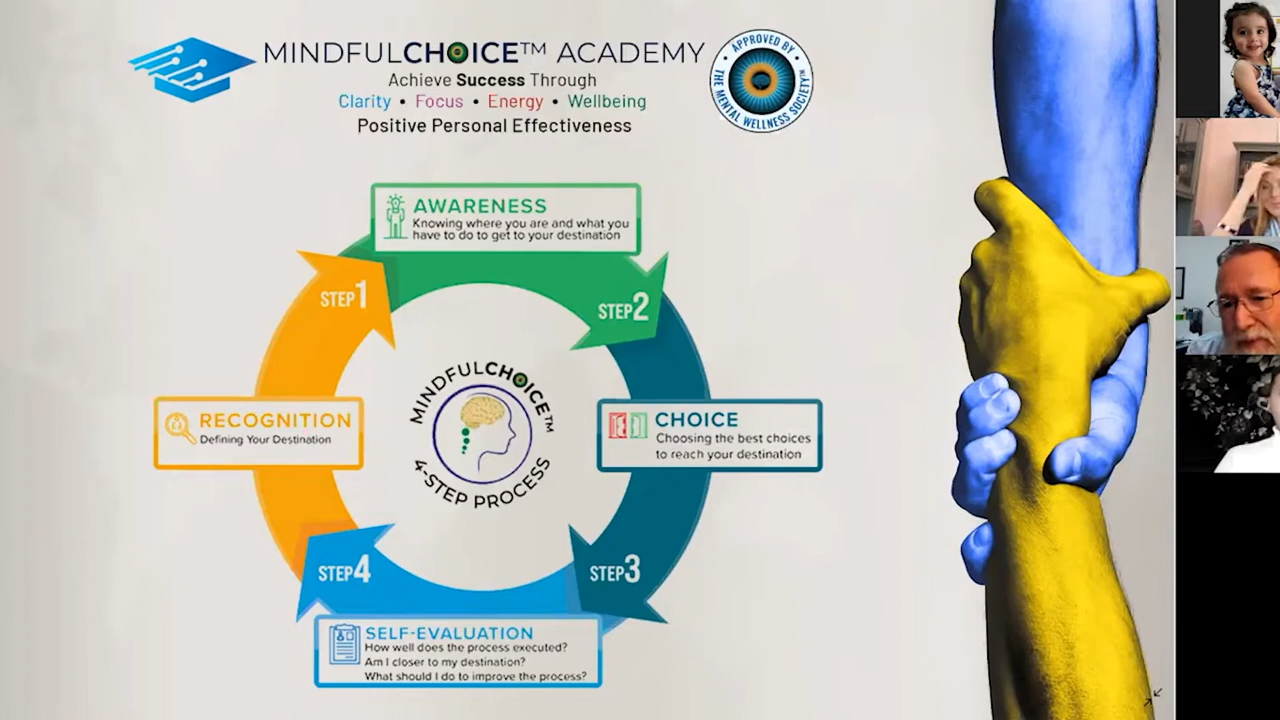 MINDFULCHOICE™ ACADEMY
Achieve Success Through
Clarity • Focus • Energy • Wellbeing
Positive Personal Effectiveness
APPROVED BY
THE MENTAL WELLNESS SOCIETY™
AWARENESS
Knowing where you are and what you
have to do to get to your destination
STEP1
STEP2
RECOGNITION
Defining Your Destination
MINDFULCHOICE™
4-STEP PROCESS
CHOICE
Choosing the best choices
to reach your destination
STEP4
STEP3
SELF-EVALUATION
How well does the process executed?
Am I closer to my destination?
What should I do to improve the process?